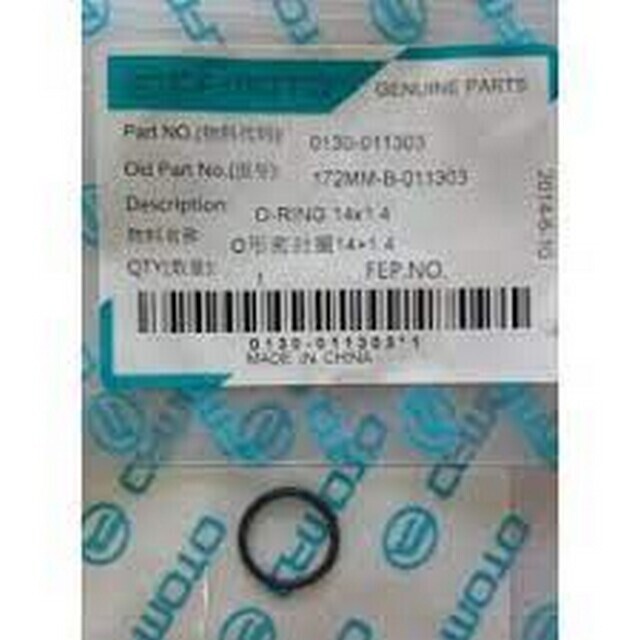 GENUINE PARTS
Part NO.(物料代码): 0130-011303
Old Part No.(图号): 172MM-B-011303
Description: O-RING 14x1.4
物料名称: O形密封圈14×1.4
QTY(数量): 1 FEP.NO.
0130-011303*1
MADE IN CHINA
2014-6-10